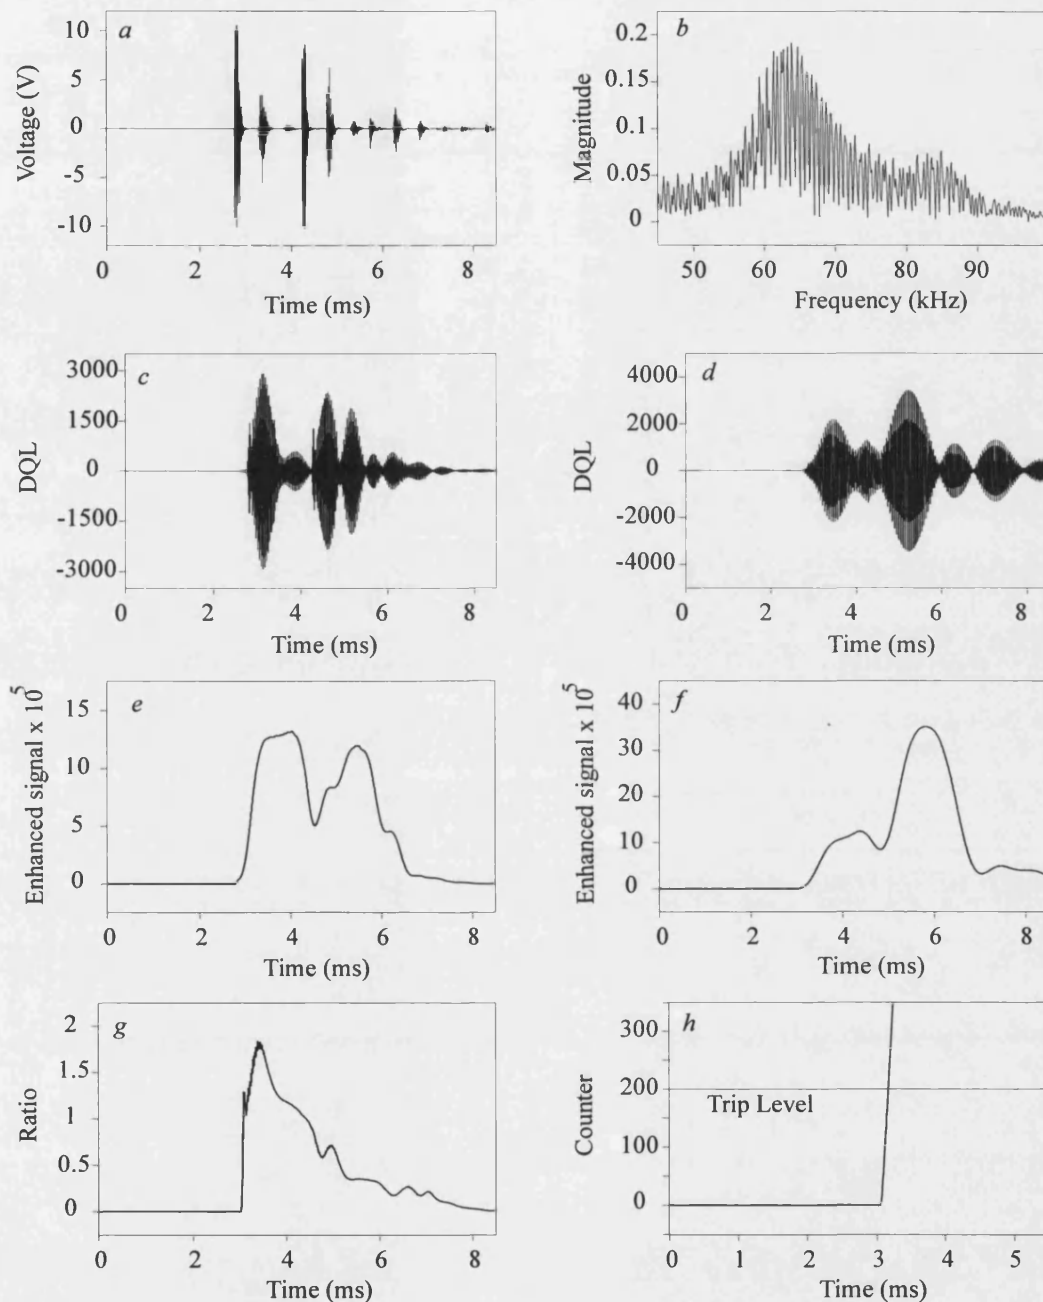 a
Voltage (V)
10
5
0
-5
-10
0 2 4 6 8
Time (ms)
b
Magnitude
0.2
0.15
0.1
0.05
0
50 60 70 80 90
Frequency (kHz)
c
DQL
3000
1500
0
-1500
-3000
0 2 4 6 8
Time (ms)
d
DQL
4000
2000
0
-2000
-4000
0 2 4 6 8
Time (ms)
e
Enhanced signal x 10^5
15
10
5
0
0 2 4 6 8
Time (ms)
f
Enhanced signal x 10^5
40
30
20
10
0
0 2 4 6 8
Time (ms)
g
Ratio
2
1.5
1
0.5
0
0 2 4 6 8
Time (ms)
h
Counter
300
200
100
0
Trip Level
0 1 2 3 4 5
Time (ms)